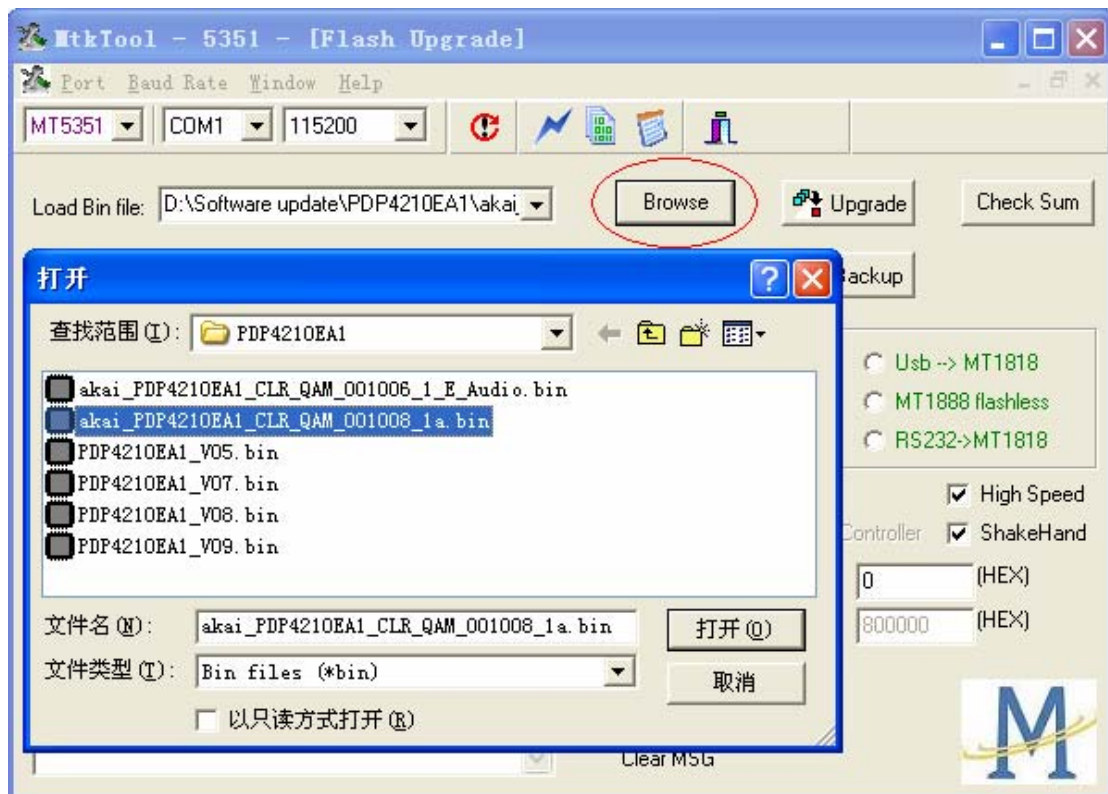 MtkTool - 5351 - [Flash Upgrade]
Port Baud Rate Window Help
MT5351 COM1 115200
Load Bin file: D:\Software update\PDP4210EA1\akai_ Browse Upgrade Check Sum
打开
ackup
查找范围(I): PDP4210EA1
Usb --> MT1818
akai_PDP4210EA1_CLR_QAM_001006_1_E_Audio.bin
MT1888 flashless
akai_PDP4210EA1_CLR_QAM_001008_1a.bin
RS232->MT1818
PDP4210EA1_V05.bin
PDP4210EA1_V07.bin
High Speed
PDP4210EA1_V08.bin
Controller ShakeHand
PDP4210EA1_V09.bin
0 (HEX)
文件名(N): akai_PDP4210EA1_CLR_QAM_001008_1a.bin 打开(O)
800000 (HEX)
文件类型(T): Bin files (*bin) 取消
以只读方式打开(R)
Clear MSG